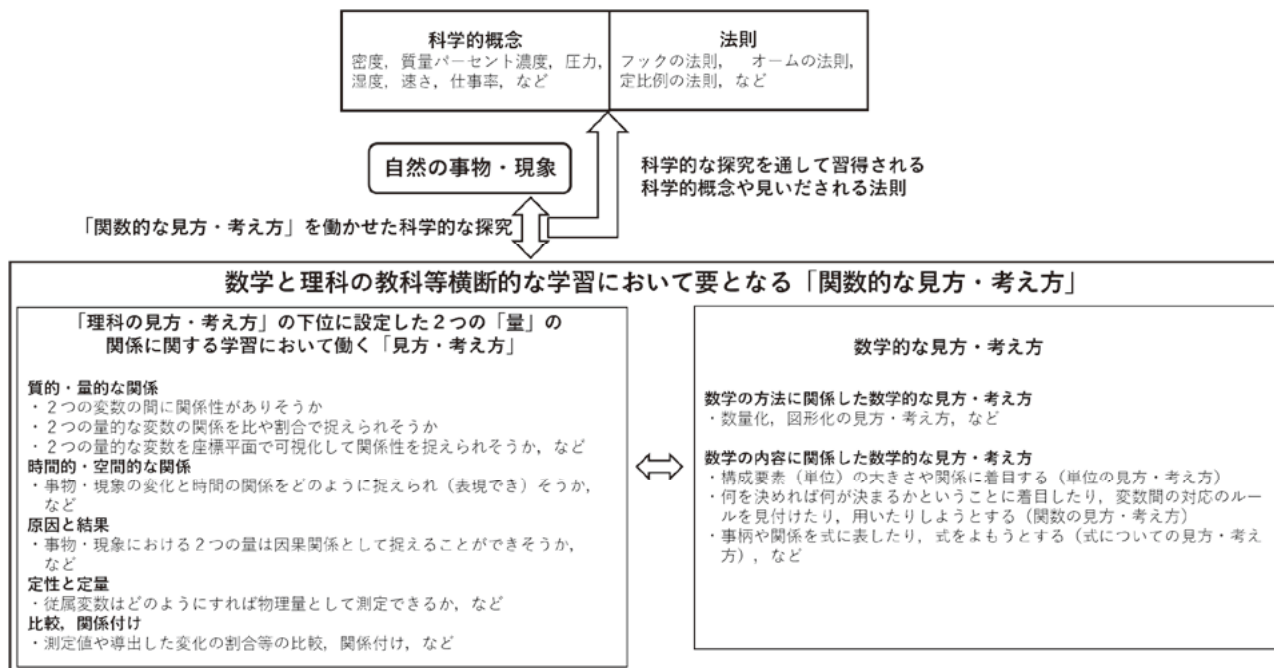 科学的概念
密度，質量パーセント濃度，圧力，
湿度，速さ，仕事率，など
法則
フックの法則，　オームの法則，
定比例の法則，など
自然の事物・現象
科学的な探究を通して習得される
科学的概念や見いだされる法則
「関数的な見方・考え方」を働かせた科学的な探究
数学と理科の教科等横断的な学習において要となる「関数的な見方・考え方」
「理科の見方・考え方」の下位に設定した２つの「量」の
関係に関する学習において働く「見方・考え方」
質的・量的な関係
・２つの変数の間に関係性がありそうか
・２つの量的な変数の関係を比や割合で捉えられそうか
・２つの量的な変数を座標平面で可視化して関係性を捉えられそうか，など
時間的・空間的な関係
・事物・現象の変化と時間の関係をどのように捉えられ（表現でき）そうか，
など
原因と結果
・事物・現象における２つの量は因果関係として捉えることができそうか，
など
定性と定量
・従属変数はどのようにすれば物理量として測定できるか，など
比較，関係付け
・測定値や導出した変化の割合等の比較，関係付け，など
数学的な見方・考え方
数学の方法に関係した数学的な見方・考え方
・数量化，図形化の見方・考え方，など
数学の内容に関係した数学的な見方・考え方
・構成要素（単位）の大きさや関係に着目する（単位の見方・考え方）
・何を決めれば何が決まるかということに着目したり，変数間の対応のルー
ルを見付けたり，用いたりしようとする（関数の見方・考え方）
・事柄や関係を式に表したり，式をよもうとする（式についての見方・考え
方），など